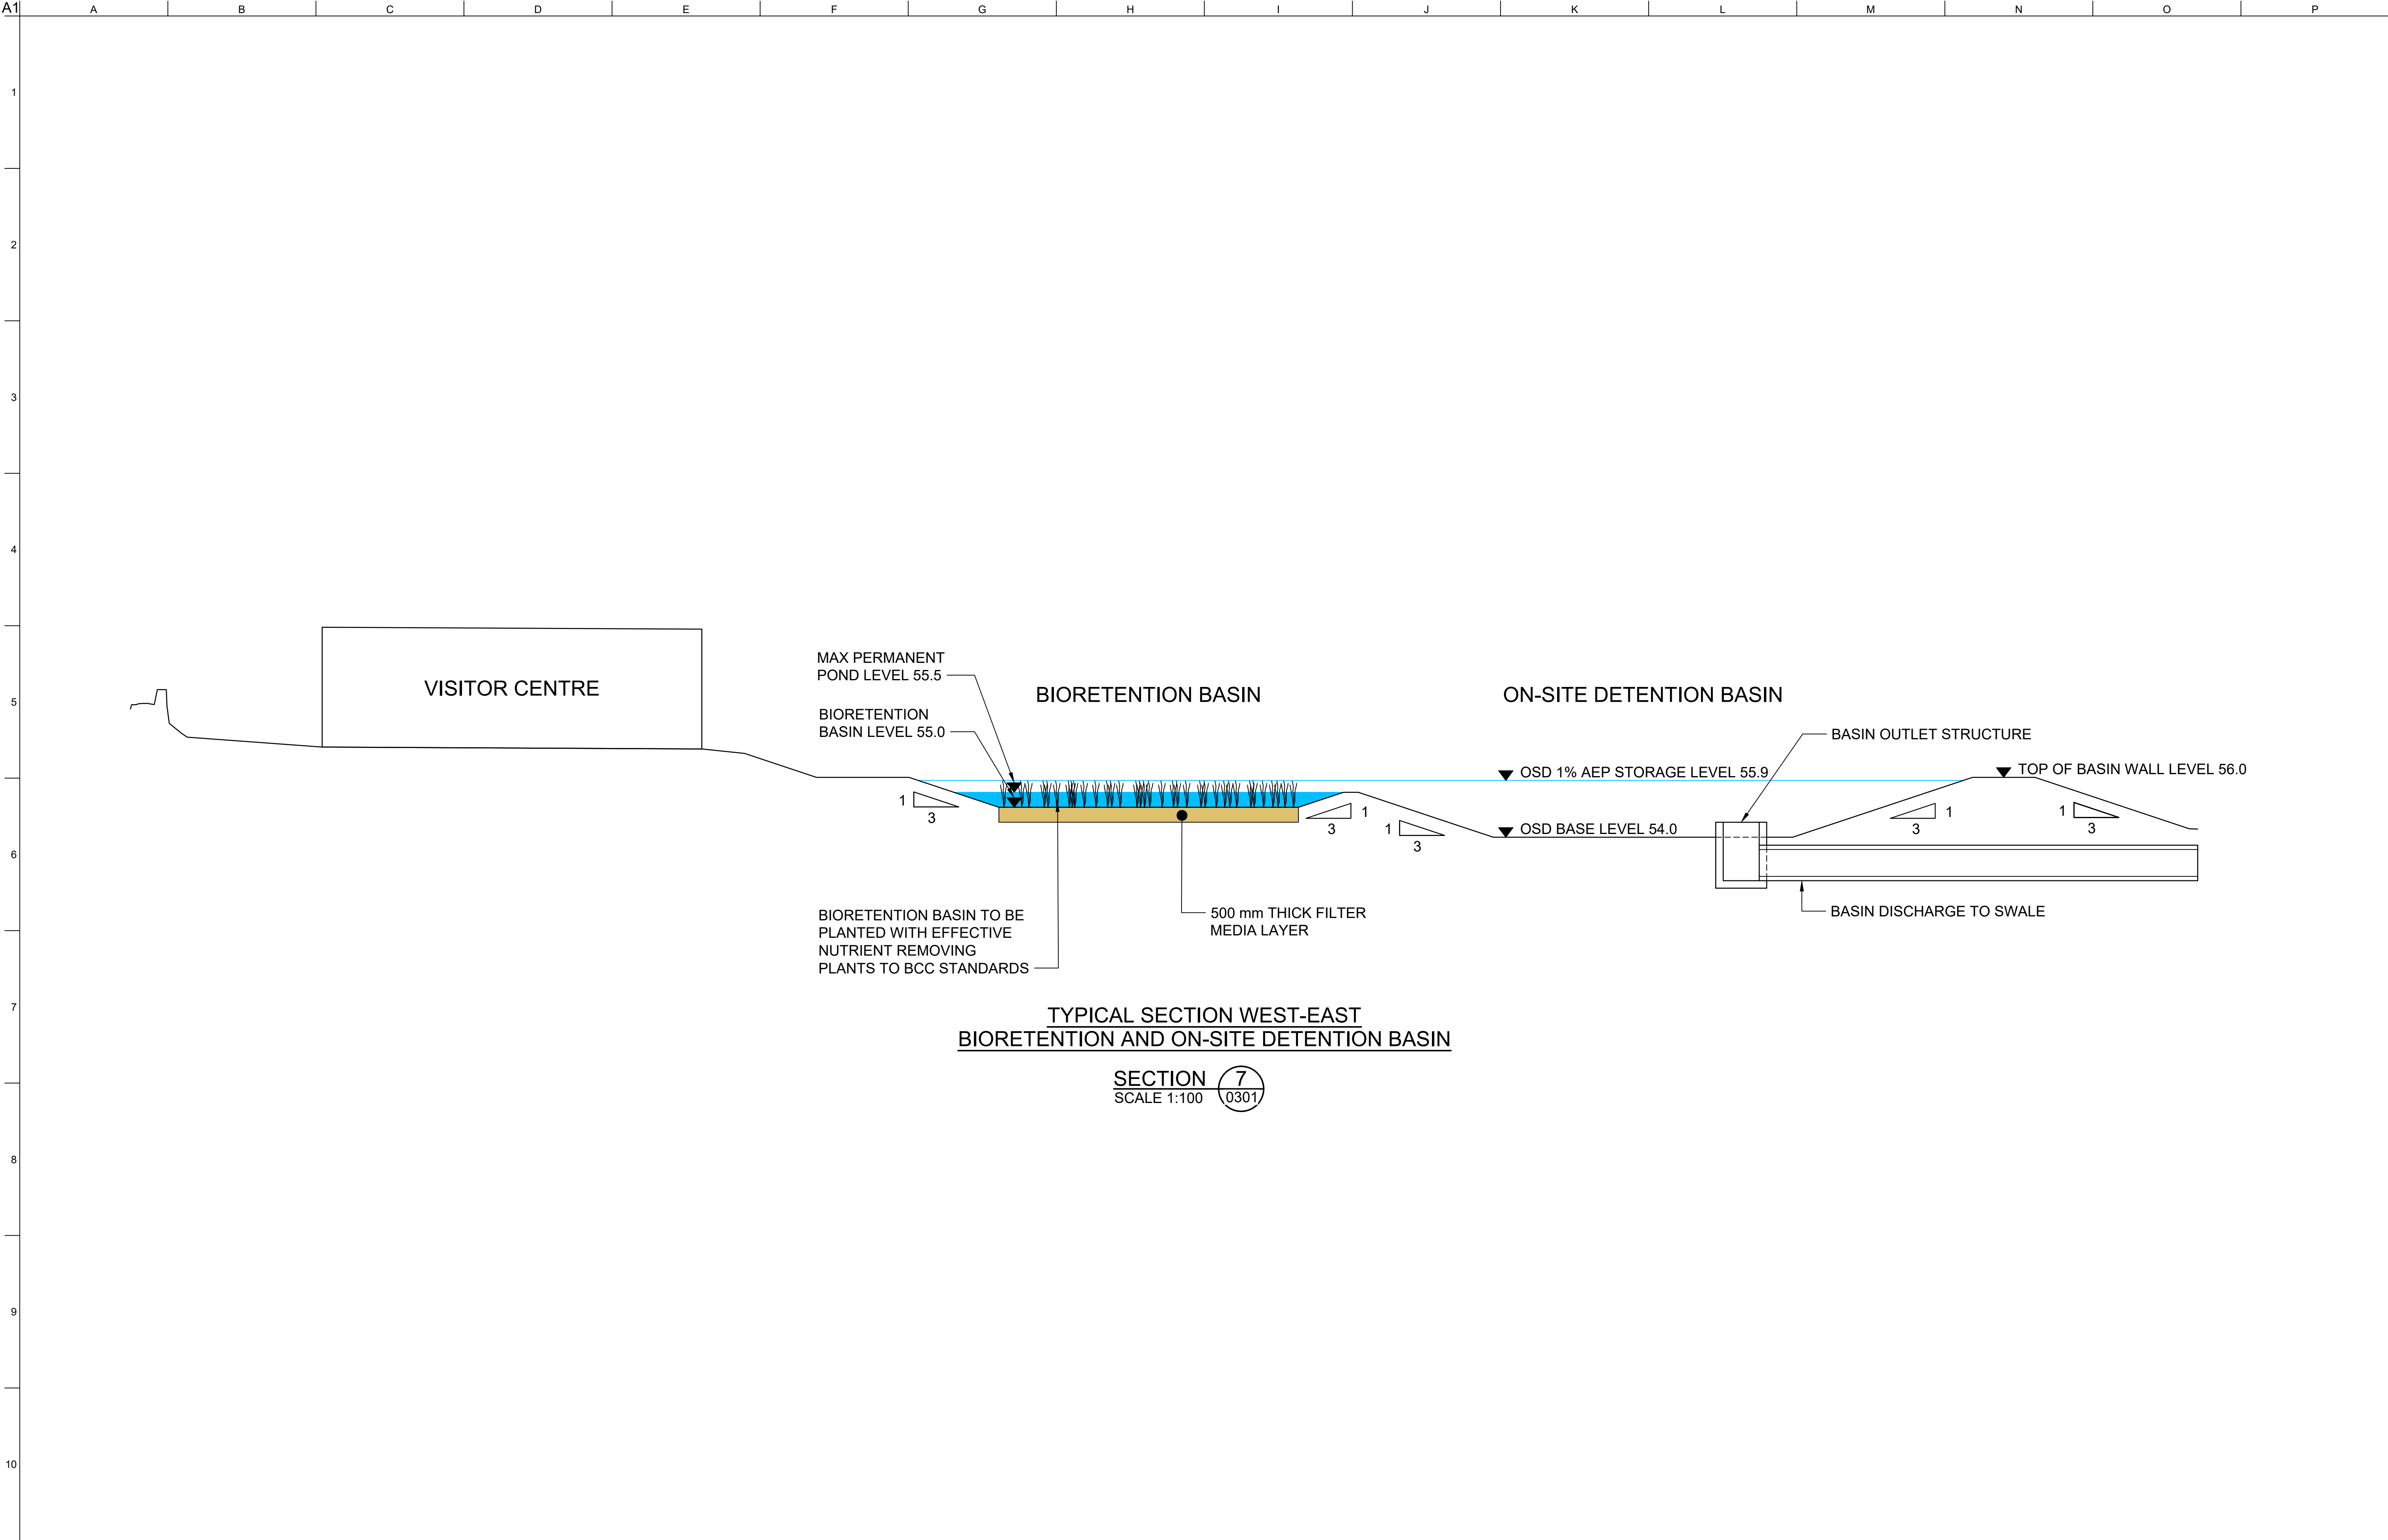 A1
A B C D E F G H I J K L M N O P
1
2
3
4
5
6
7
8
9
10
VISITOR CENTRE
MAX PERMANENT
POND LEVEL 55.5
BIORETENTION
BASIN LEVEL 55.0
BIORETENTION BASIN
ON-SITE DETENTION BASIN
BASIN OUTLET STRUCTURE
OSD 1% AEP STORAGE LEVEL 55.9
TOP OF BASIN WALL LEVEL 56.0
OSD BASE LEVEL 54.0
1
3
1
3
1
3
1
3
1
3
BIORETENTION BASIN TO BE
PLANTED WITH EFFECTIVE
NUTRIENT REMOVING
PLANTS TO BCC STANDARDS
500 mm THICK FILTER
MEDIA LAYER
BASIN DISCHARGE TO SWALE
TYPICAL SECTION WEST-EAST
BIORETENTION AND ON-SITE DETENTION BASIN
SECTION 7
SCALE 1:100 0301